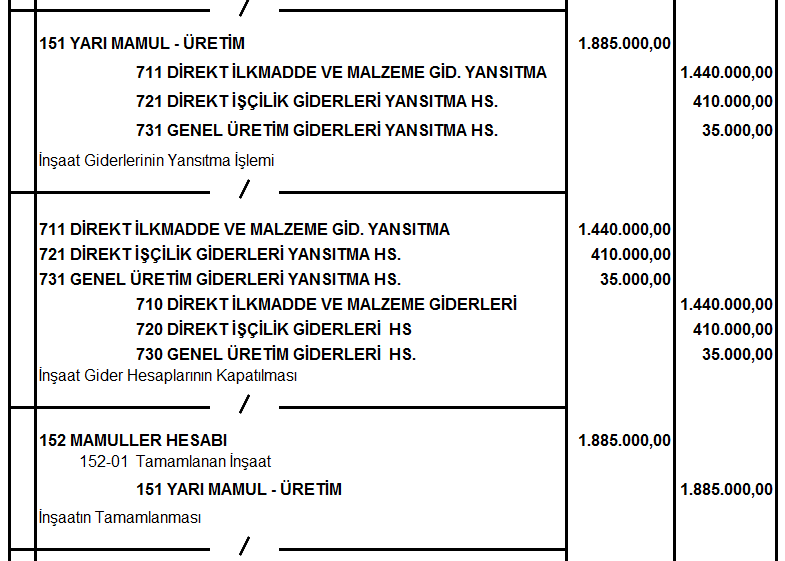 /
151 YARI MAMUL - ÜRETİM 1.885.000,00
711 DİREKT İLKMADDE VE MALZEME GİD. YANSITMA 1.440.000,00
721 DİREKT İŞÇİLİK GİDERLERİ YANSITMA HS. 410.000,00
731 GENEL ÜRETİM GİDERLERİ YANSITMA HS. 35.000,00
İnşaat Giderlerinin Yansıtma İşlemi
/
711 DİREKT İLKMADDE VE MALZEME GİD. YANSITMA 1.440.000,00
721 DİREKT İŞÇİLİK GİDERLERİ YANSITMA HS. 410.000,00
731 GENEL ÜRETİM GİDERLERİ YANSITMA HS. 35.000,00
710 DİREKT İLKMADDE VE MALZEME GİDERLERİ 1.440.000,00
720 DİREKT İŞÇİLİK GİDERLERİ HS 410.000,00
730 GENEL ÜRETİM GİDERLERİ HS. 35.000,00
İnşaat Gider Hesaplarının Kapatılması
/
152 MAMULLER HESABI 1.885.000,00
152-01 Tamamlanan İnşaat
151 YARI MAMUL - ÜRETİM 1.885.000,00
İnşaatın Tamamlanması
/